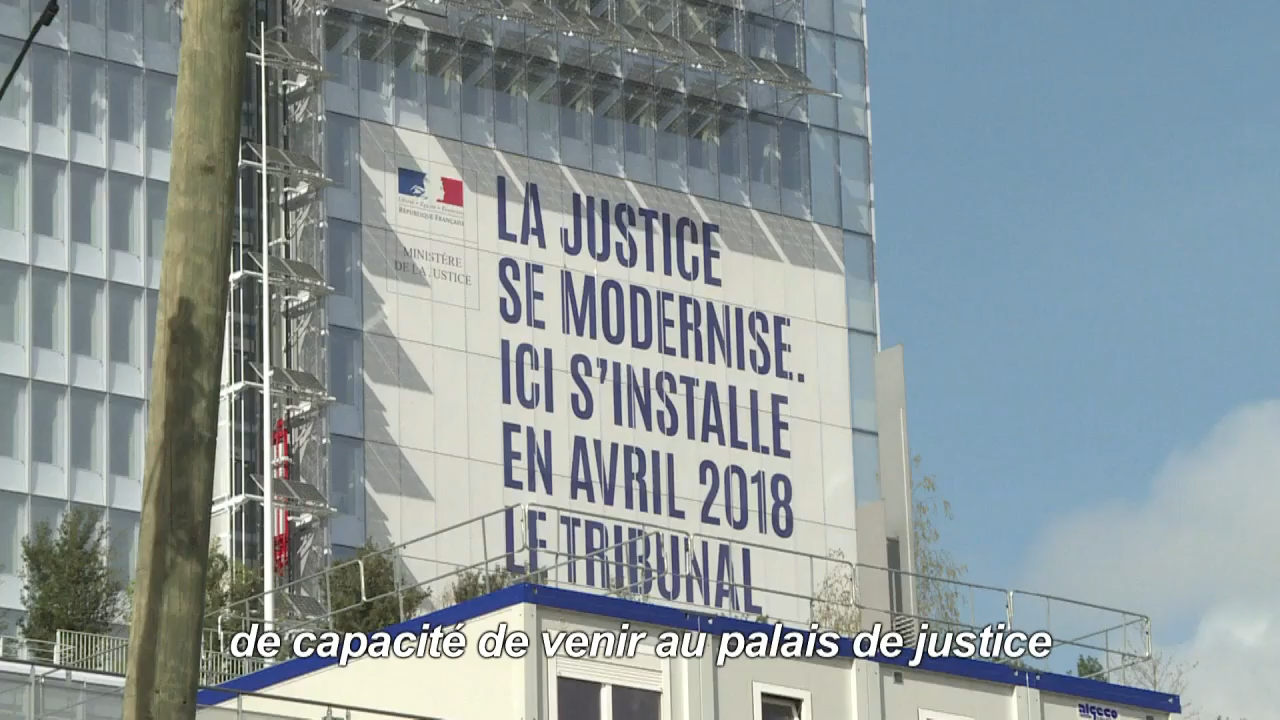 Liberté • Égalité • Fraternité
RÉPUBLIQUE FRANÇAISE
MINISTÈRE
DE LA JUSTICE
LA JUSTICE
SE MODERNISE.
ICI S'INSTALLE
EN AVRIL 2018
LE TRIBUNAL
de capacité de venir au palais de justice
algeco